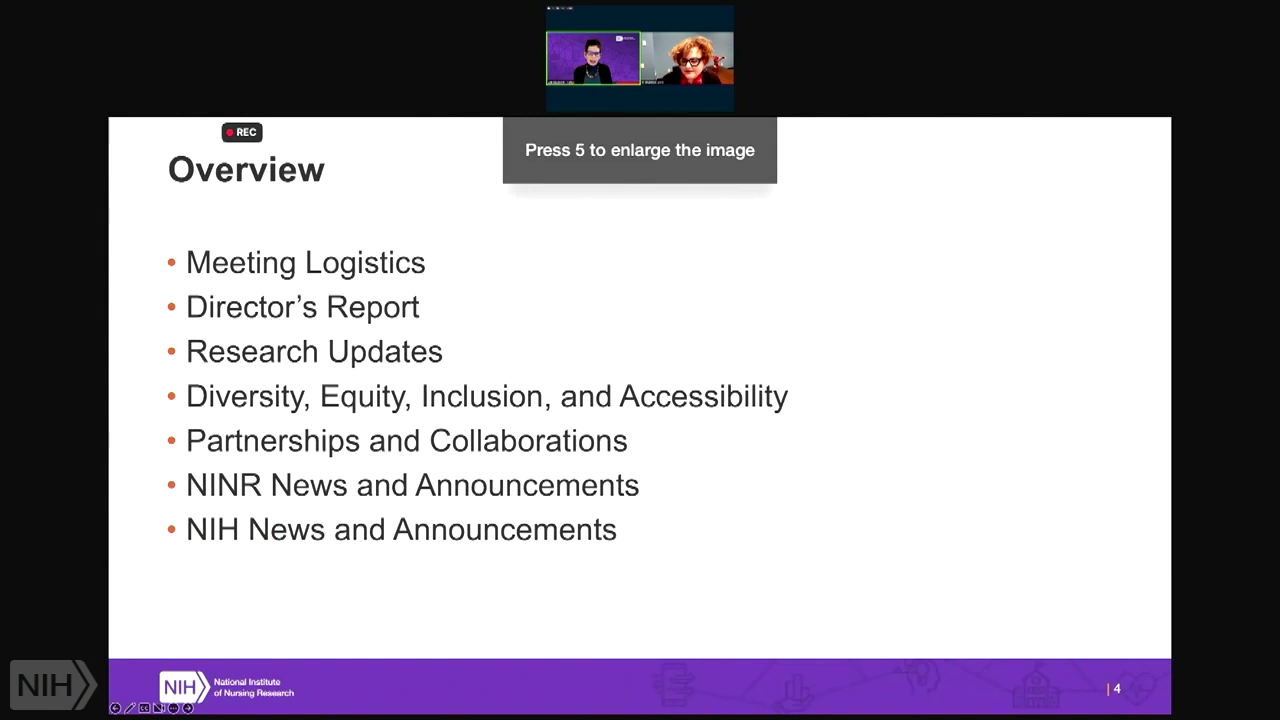 REC
Press 5 to enlarge the image
Overview
• Meeting Logistics
• Director’s Report
• Research Updates
• Diversity, Equity, Inclusion, and Accessibility
• Partnerships and Collaborations
• NINR News and Announcements
• NIH News and Announcements
NIH
NIH
National Institute
of Nursing Research
| 4